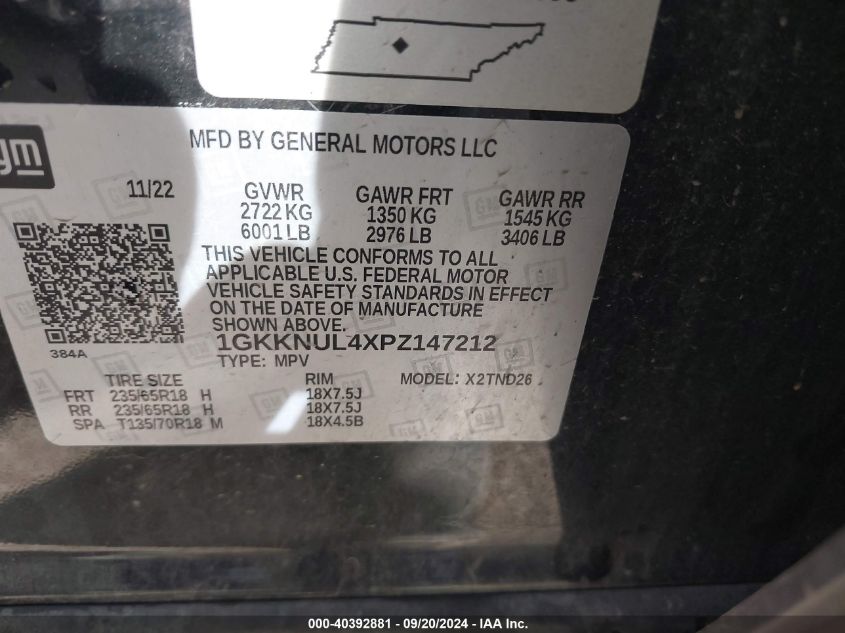 MFD BY GENERAL MOTORS LLC
gm
11/22
GVWR GAWR FRT GAWR RR
2722 KG 1350 KG 1545 KG
6001 LB 2976 LB 3406 LB
THIS VEHICLE CONFORMS TO ALL
APPLICABLE U.S. FEDERAL MOTOR
VEHICLE SAFETY STANDARDS IN EFFECT
ON THE DATE OF MANUFACTURE
SHOWN ABOVE.
384A
1GKKNUL4XPZ147212
TYPE: MPV
TIRE SIZE RIM MODEL: X2TND26
FRT 235/65R18 H 18X7.5J
RR 235/65R18 H 18X7.5J
SPA T135/70R18 M 18X4.5B
000-40392881 - 09/20/2024 - IAA Inc.